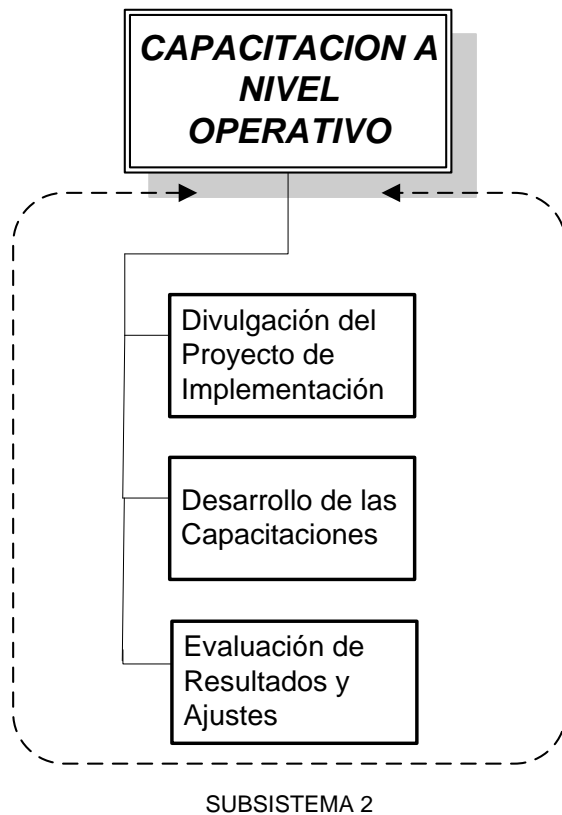 CAPACITACION A
NIVEL
OPERATIVO
Divulgación del
Proyecto de
Implementación
Desarrollo de las
Capacitaciones
Evaluación de
Resultados y
Ajustes
SUBSISTEMA 2